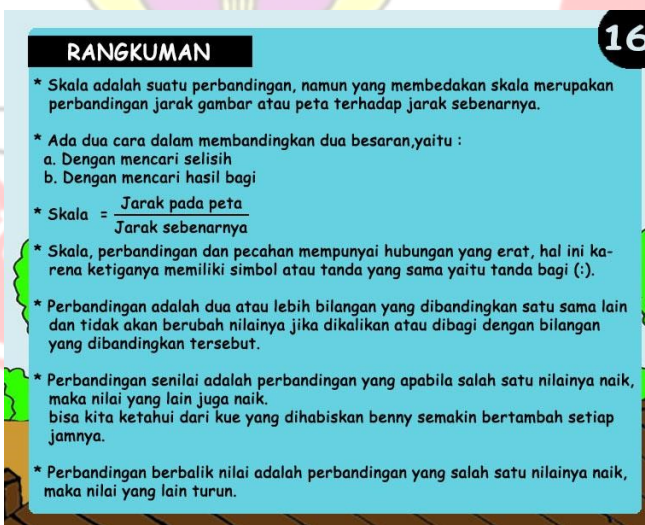 16
RANGKUMAN
* Skala adalah suatu perbandingan, namun yang membedakan skala merupakan
perbandingan jarak gambar atau peta terhadap jarak sebenarnya.
* Ada dua cara dalam membandingkan dua besaran,yaitu :
a. Dengan mencari selisih
b. Dengan mencari hasil bagi
* Skala = Jarak pada peta
Jarak sebenarnya
* Skala, perbandingan dan pecahan mempunyai hubungan yang erat, hal ini ka-
rena ketiganya memiliki simbol atau tanda yang sama yaitu tanda bagi (:).
* Perbandingan adalah dua atau lebih bilangan yang dibandingkan satu sama lain
dan tidak akan berubah nilainya jika dikalikan atau dibagi dengan bilangan
yang dibandingkan tersebut.
* Perbandingan senilai adalah perbandingan yang apabila salah satu nilainya naik,
maka nilai yang lain juga naik.
bisa kita ketahui dari kue yang dihabiskan benny semakin bertambah setiap
jamnya.
* Perbandingan berbalik nilai adalah perbandingan yang salah satu nilainya naik,
maka nilai yang lain turun.